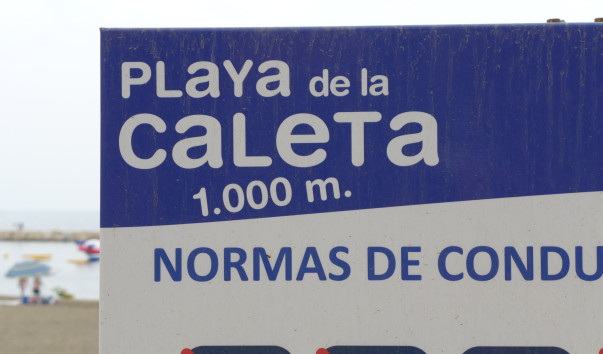 PLaYa de la
CaLeTa
1.000 m.
NORMAS DE CONDU